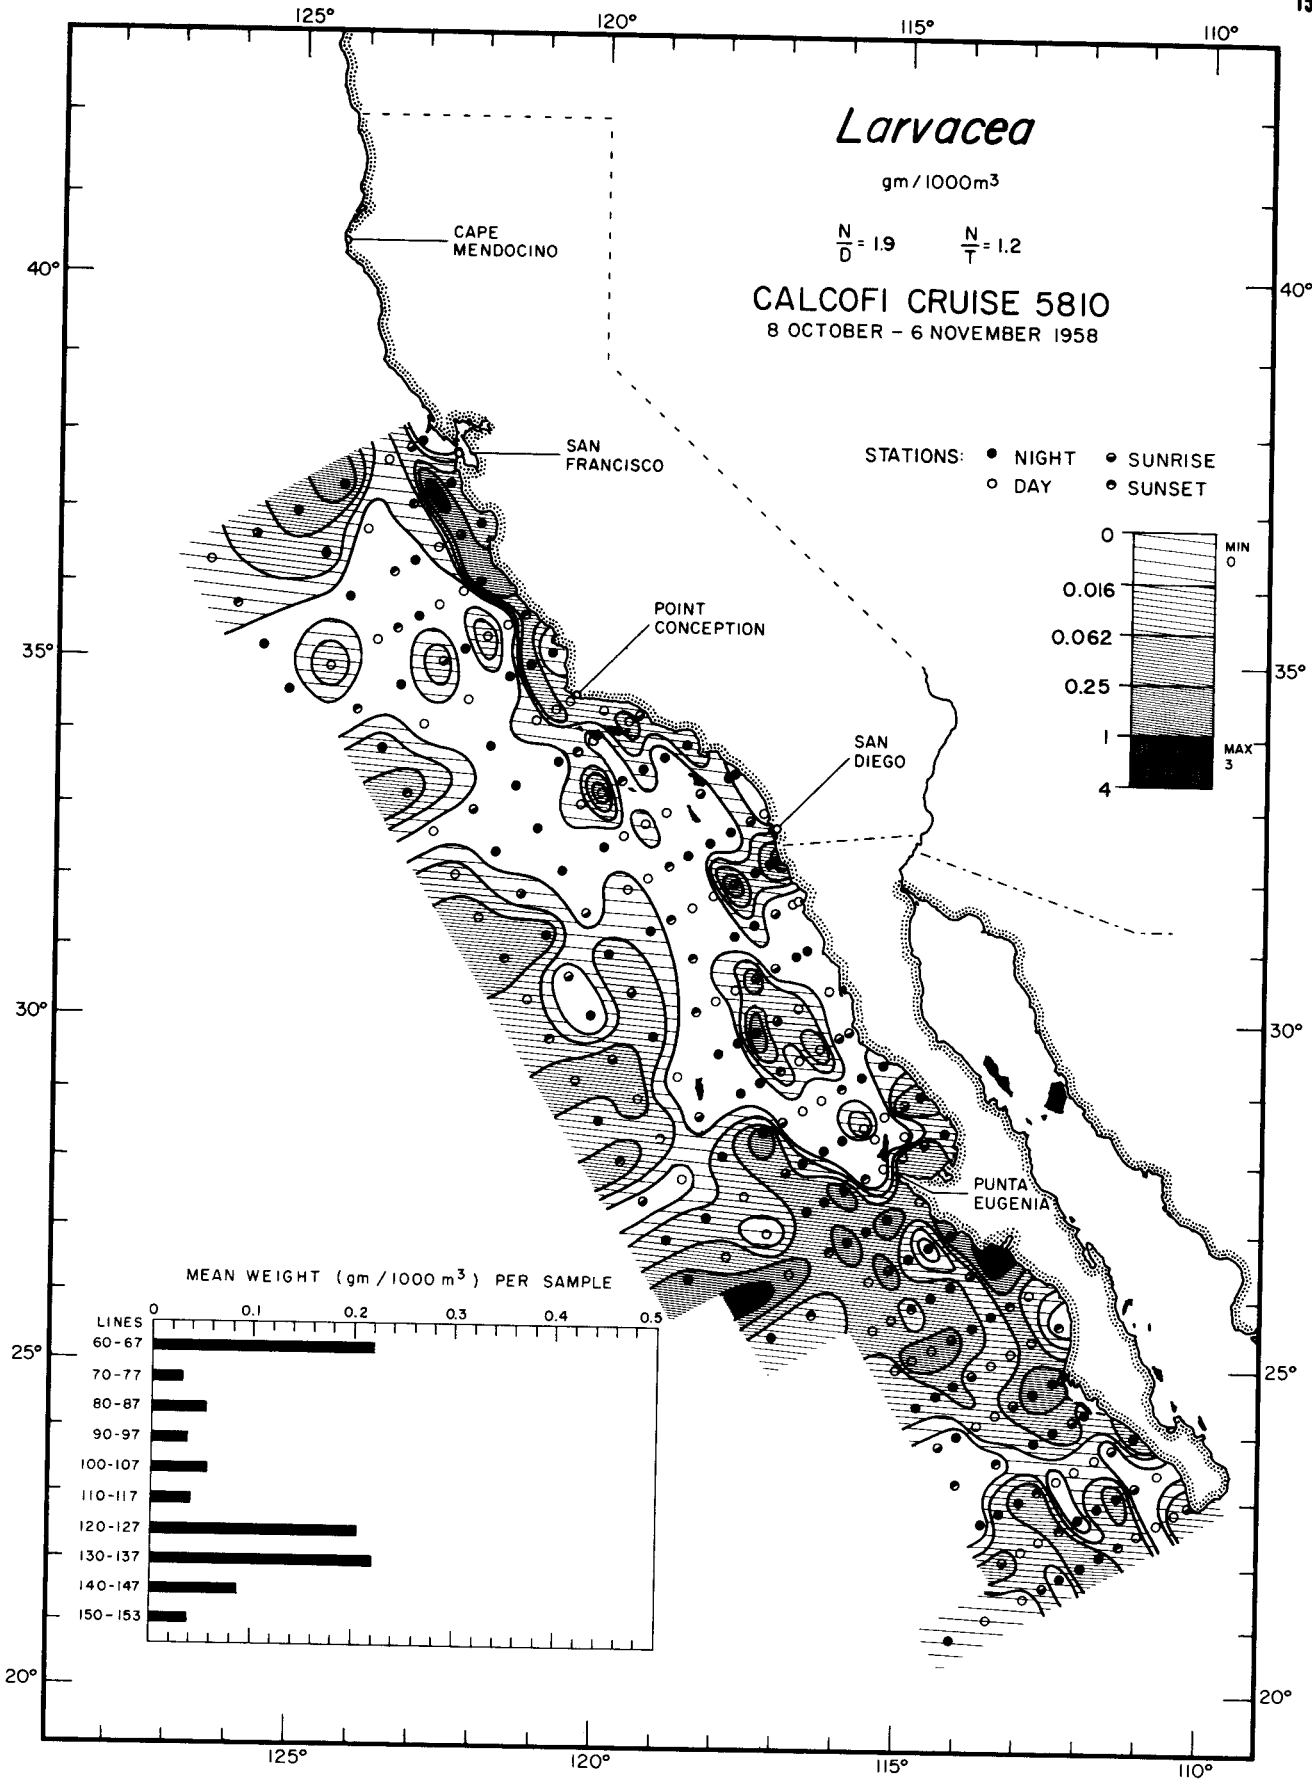 125°
120°
115°
110°
Larvacea
gm/1000m³
N/D = 1.9 N/T = 1.2
CALCOFI CRUISE 5810
8 OCTOBER – 6 NOVEMBER 1958
CAPE
MENDOCINO
40°
40°
SAN
FRANCISCO
STATIONS: ● NIGHT SUNRISE
○ DAY SUNSET
0
MIN
0
0.016
0.062
0.25
1
MAX
3
4
POINT
CONCEPTION
35°
35°
SAN
DIEGO
30°
30°
PUNTA
EUGENIA
MEAN WEIGHT (gm/1000 m³) PER SAMPLE
LINES
0 0.1 0.2 0.3 0.4 0.5
60-67
70-77
80-87
90-97
100-107
110-117
120-127
130-137
140-147
150-153
25°
25°
20°
20°
125°
120°
115°
110°